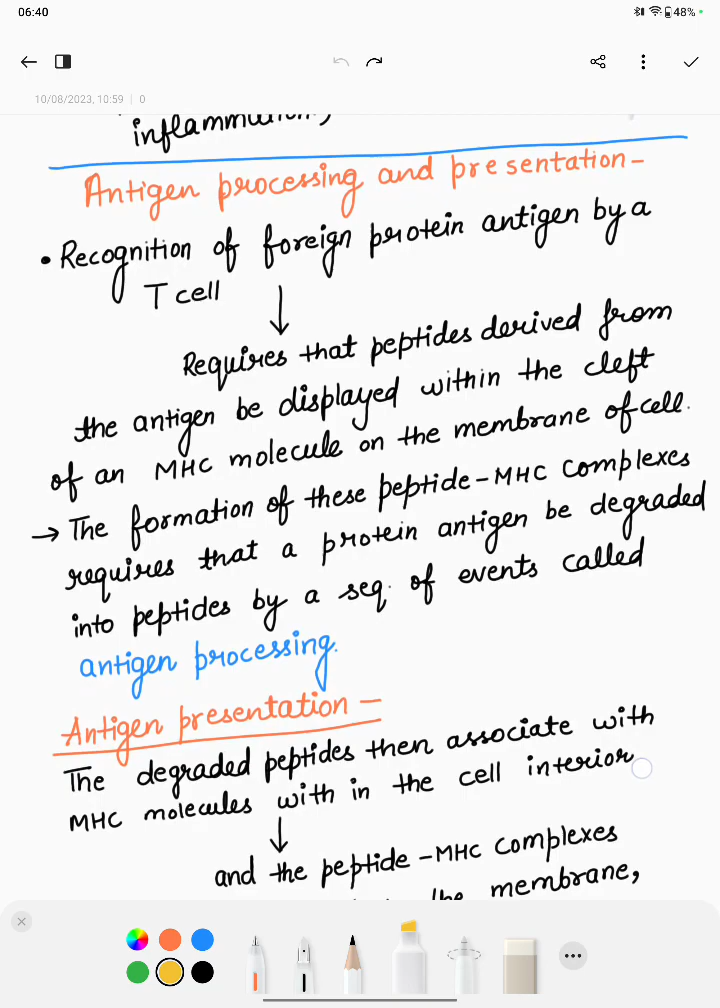 06:40
48%
10/08/2023, 10:59 | 0
inflammation,
Antigen processing and presentation-
• Recognition of foreign protein antigen by a
T cell
↓
Requires that peptides derived from
the antigen be displayed within the cleft
of an MHC molecule on the membrane of cell.
→ The formation of these peptide-MHC complexes
requires that a protein antigen be degraded
into peptides by a seq. of events called
antigen processing.
Antigen presentation -
The degraded peptides then associate with
MHC molecules with in the cell interior
↓
and the peptide-MHC complexes
the membrane,